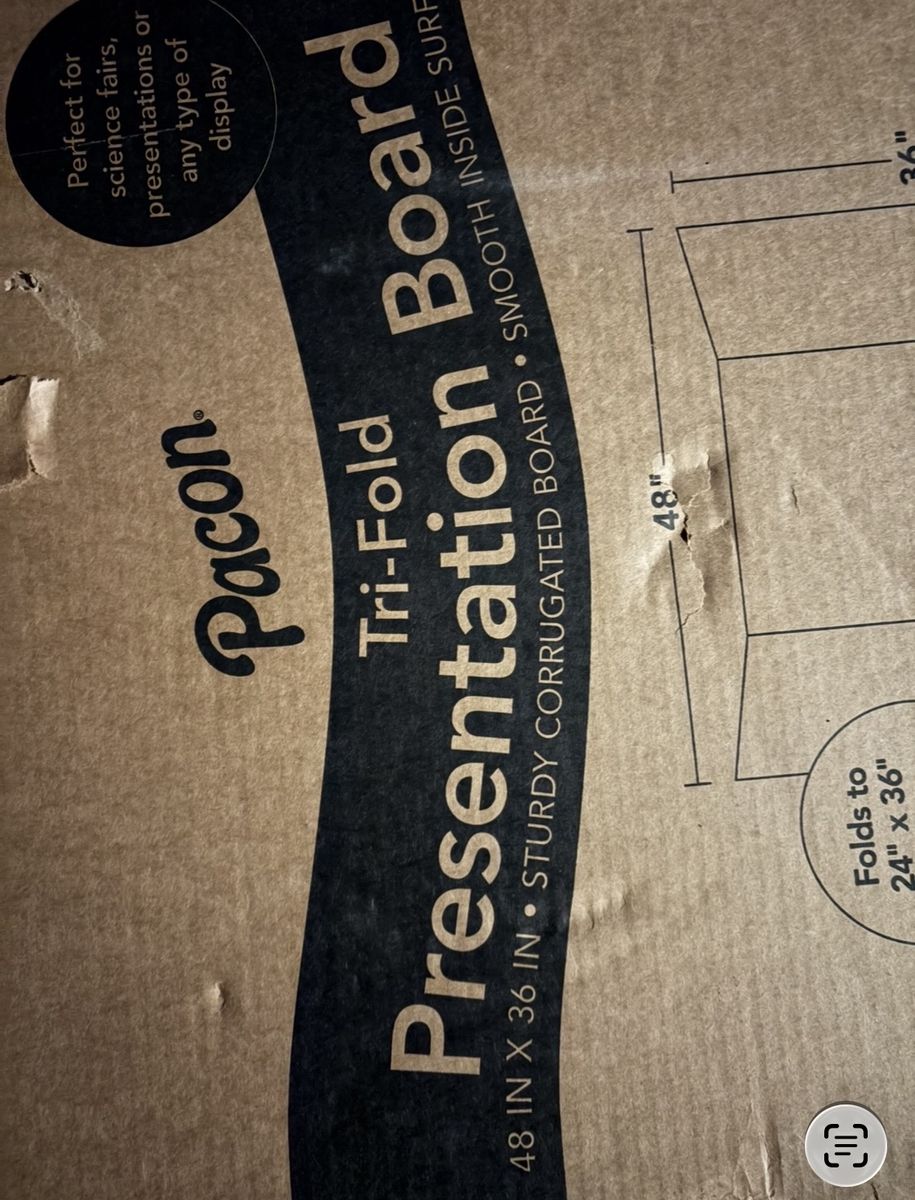 Perfect for
science fairs,
presentations or
any type of
display
Pacon®
Tri-Fold
Presentation Board
48 IN X 36 IN • STURDY CORRUGATED BOARD • SMOOTH INSIDE
48"
36"
Folds to
24" x 36"